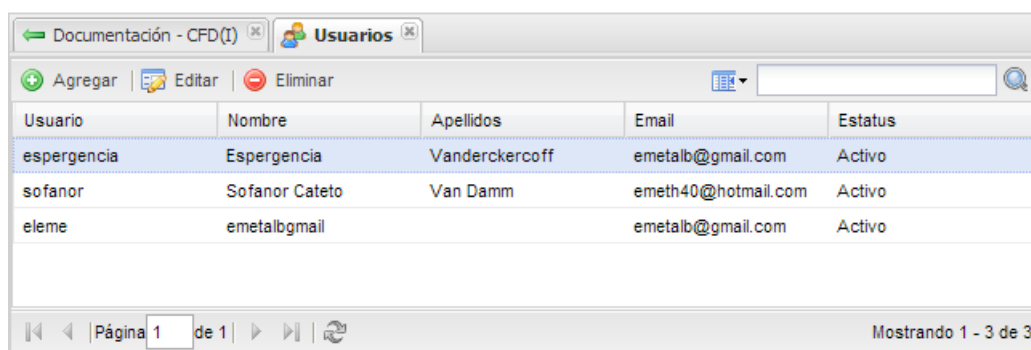 Documentación - CFD(I) Usuarios
Agregar Editar Eliminar
Usuario Nombre Apellidos Email Estatus
espergencia Espergencia Vanderckercoff emetalb@gmail.com Activo
sofanor Sofanor Cateto Van Damm emeth40@hotmail.com Activo
eleme emetalbgmail emetalb@gmail.com Activo
Página 1 de 1 Mostrando 1 - 3 de 3